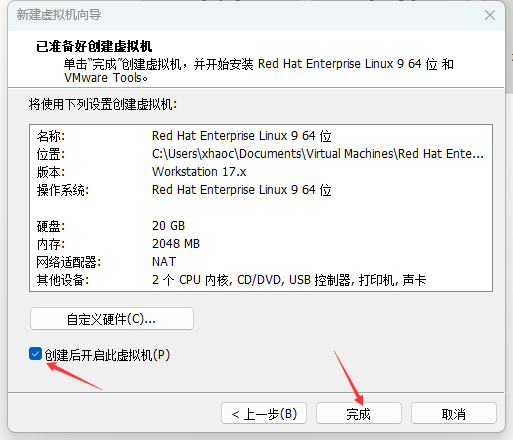 新建虚拟机向导
已准备好创建虚拟机
单击“完成”创建虚拟机，并开始安装 Red Hat Enterprise Linux 9 64 位 和
VMware Tools。
将使用下列设置创建虚拟机:
名称: Red Hat Enterprise Linux 9 64 位
位置: C:\Users\xhaoc\Documents\Virtual Machines\Red Hat Ente...
版本: Workstation 17.x
操作系统: Red Hat Enterprise Linux 9 64 位
硬盘: 20 GB
内存: 2048 MB
网络适配器: NAT
其他设备: 2 个 CPU 内核, CD/DVD, USB 控制器, 打印机, 声卡
自定义硬件(C)...
创建后开启此虚拟机(P)
< 上一步(B) 完成 取消